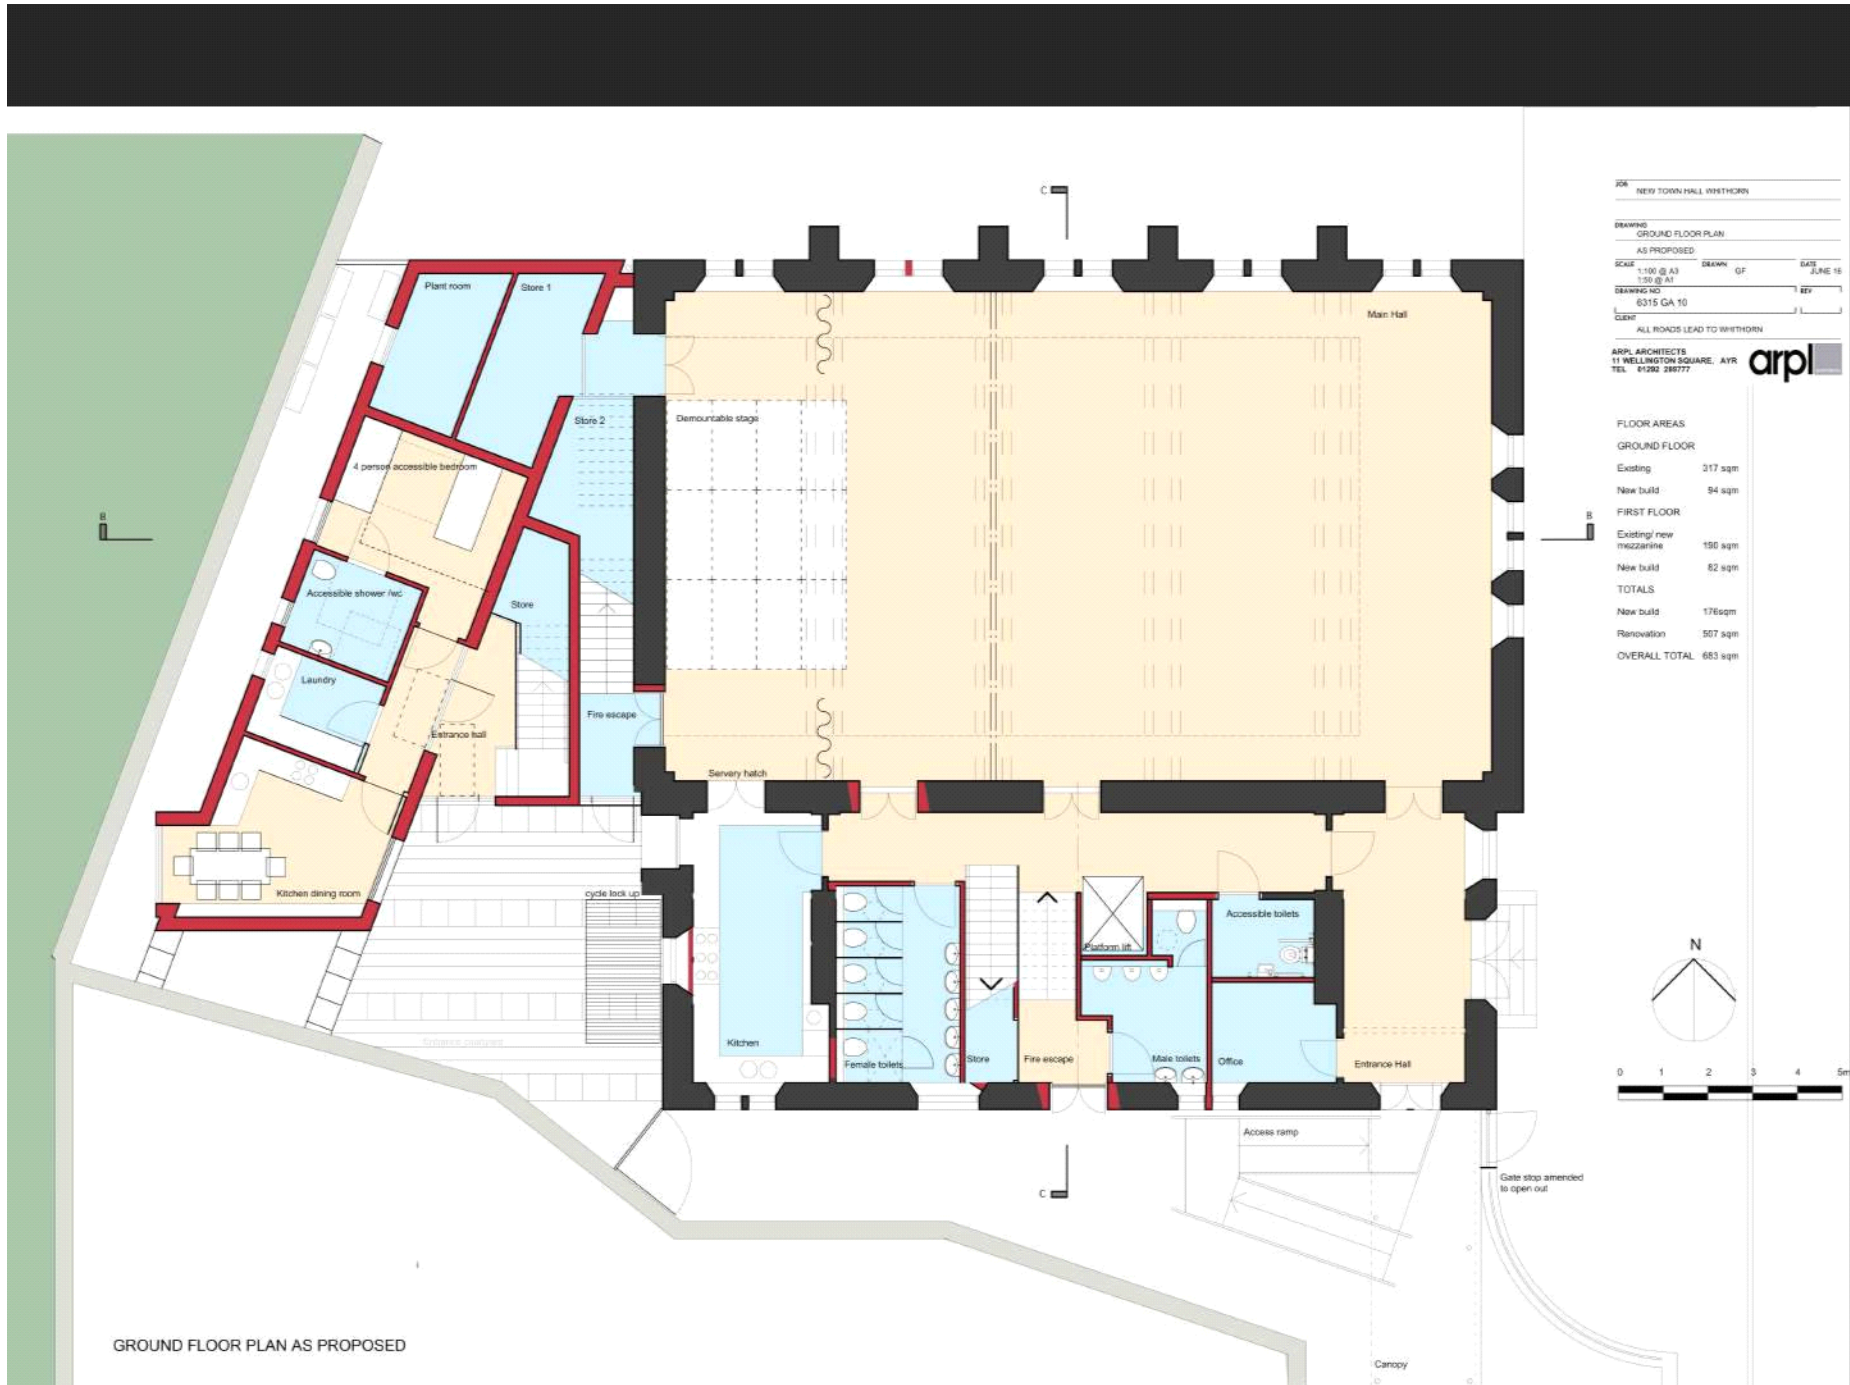 C
JOB
NEW TOWN HALL WHITHORN
DRAWING
GROUND FLOOR PLAN
AS PROPOSED
SCALE
1:100 @ A3
1:50 @ A1
DRAWN
GF
DATE
JUNE 16
DRAWING NO
6315 GA 10
REV
CLIENT
ALL ROADS LEAD TO WHITHORN
ARPL ARCHITECTS
11 WELLINGTON SQUARE, AYR
TEL 01292 289777
arpl
Plant room
Store 1
Main Hall
Store 2
Demountable stage
4 person accessible bedroom
B
B
Accessible shower /wc
Store
Laundry
Fire escape
Entrance hall
Servery hatch
Kitchen dining room
cycle lock up
Kitchen
Female toilets
Store
Fire escape
Platform lift
Accessible toilets
Male toilets
Office
Entrance Hall
Access ramp
Gate stop amended
to open out
C
Canopy
FLOOR AREAS
GROUND FLOOR
Existing 317 sqm
New build 94 sqm
FIRST FLOOR
Existing/ new
mezzanine 190 sqm
New build 82 sqm
TOTALS
New build 176sqm
Renovation 507 sqm
OVERALL TOTAL 683 sqm
N
0 1 2 3 4 5m
GROUND FLOOR PLAN AS PROPOSED